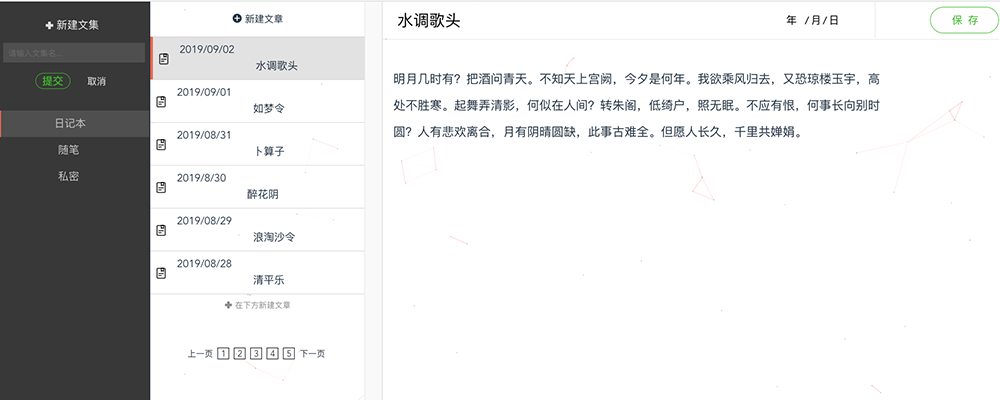 新建文集
请输入文集名...
提交 取消
日记本
随笔
私密
新建文章
2019/09/02
水调歌头
2019/09/01
如梦令
2019/08/31
卜算子
2019/8/30
醉花阴
2019/08/29
浪淘沙令
2019/08/28
清平乐
在下方新建文章
上一页 1 2 3 4 5 下一页
水调歌头 年 /月/日 保 存
明月几时有？把酒问青天。不知天上宫阙，今夕是何年。我欲乘风归去，又恐琼楼玉宇，高
处不胜寒。起舞弄清影，何似在人间？转朱阁，低绮户，照无眠。不应有恨，何事长向别时
圆？人有悲欢离合，月有阴晴圆缺，此事古难全。但愿人长久，千里共婵娟。